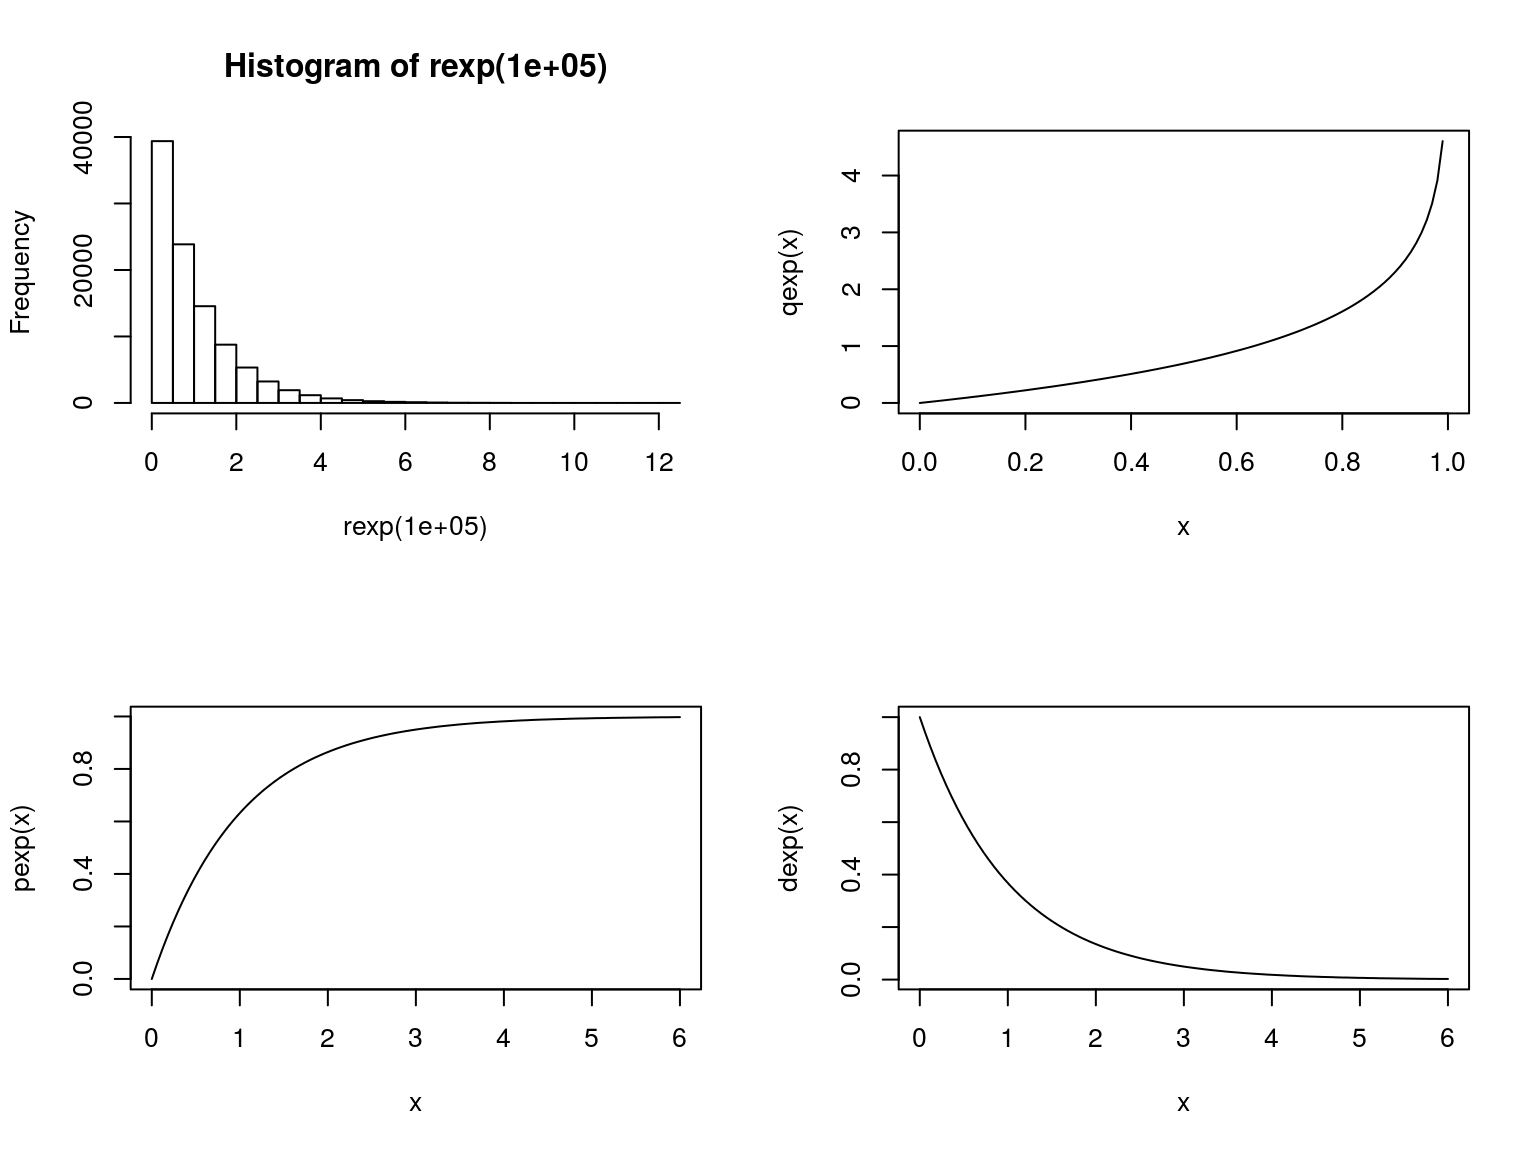 Histogram of rexp(1e+05)
Frequency
0
20000
40000
0 2 4 6 8 10 12
rexp(1e+05)
qexp(x)
0
1
2
3
4
0.0 0.2 0.4 0.6 0.8 1.0
x
pexp(x)
0.0
0.4
0.8
0 1 2 3 4 5 6
x
dexp(x)
0.0
0.4
0.8
0 1 2 3 4 5 6
x